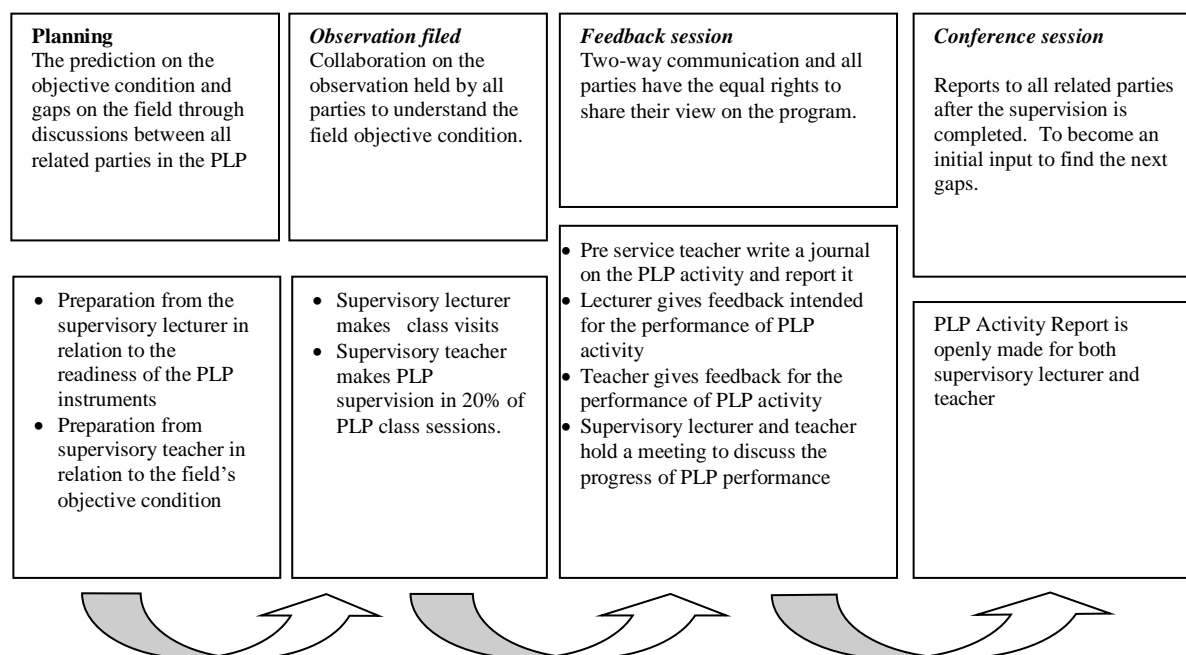 Planning
The prediction on the
objective condition and
gaps on the field through
discussions between all
related parties in the PLP
Observation filed
Collaboration on the
observation held by all
parties to understand the
field objective condition.
Feedback session
Two-way communication and all
parties have the equal rights to
share their view on the program.
Conference session
Reports to all related parties
after the supervision is
completed.  To become an
initial input to find the next
gaps.
• Preparation from the
supervisory lecturer in
relation to the
readiness of the PLP
instruments
• Preparation from
supervisory teacher in
relation to the field’s
objective condition
• Supervisory lecturer
makes   class visits
• Supervisory teacher
makes PLP
supervision in 20% of
PLP class sessions.
• Pre service teacher write a journal
on the PLP activity and report it
• Lecturer gives feedback intended
for the performance of PLP
activity
• Teacher gives feedback for the
performance of PLP activity
• Supervisory lecturer and teacher
hold a meeting to discuss the
progress of PLP performance
PLP Activity Report is
openly made for both
supervisory lecturer and
teacher